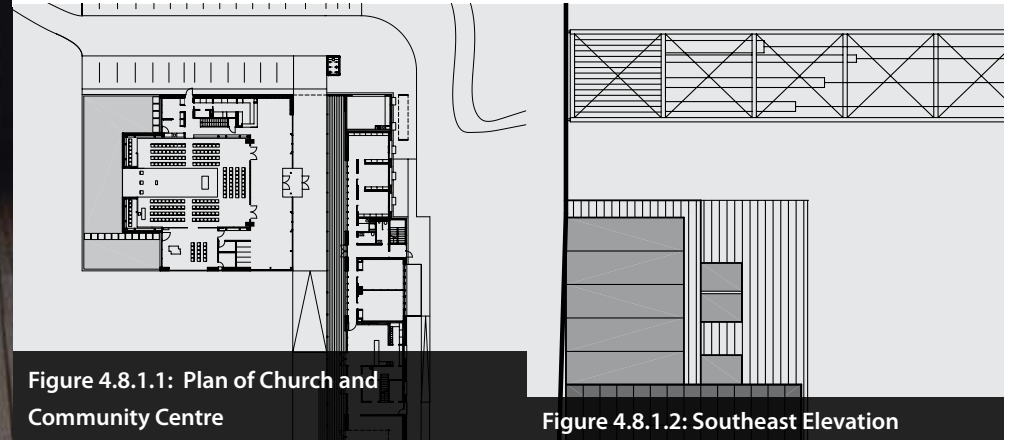 Figure 4.8.1.1: Plan of Church and
Community Centre
Figure 4.8.1.2: Southeast Elevation